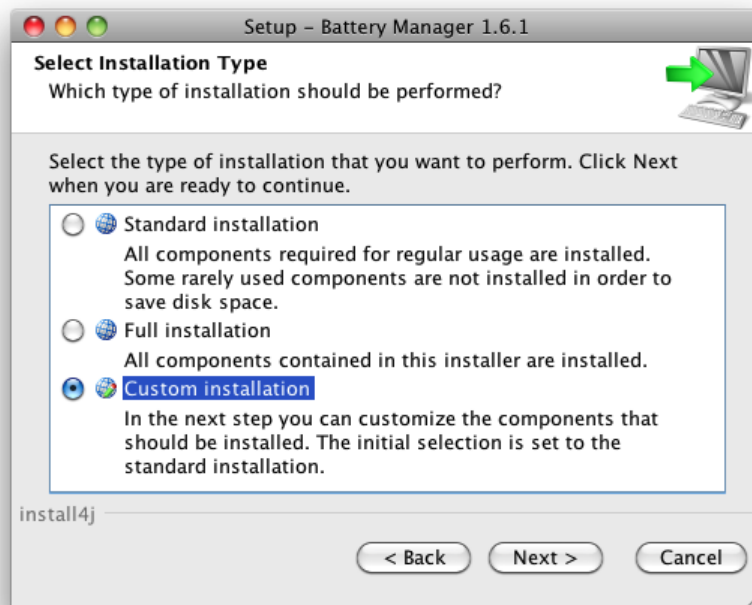 Setup – Battery Manager 1.6.1
Select Installation Type
Which type of installation should be performed?
Select the type of installation that you want to perform. Click Next
when you are ready to continue.
Standard installation
All components required for regular usage are installed.
Some rarely used components are not installed in order to
save disk space.
Full installation
All components contained in this installer are installed.
Custom installation
In the next step you can customize the components that
should be installed. The initial selection is set to the
standard installation.
install4j
< Back
Next >
Cancel